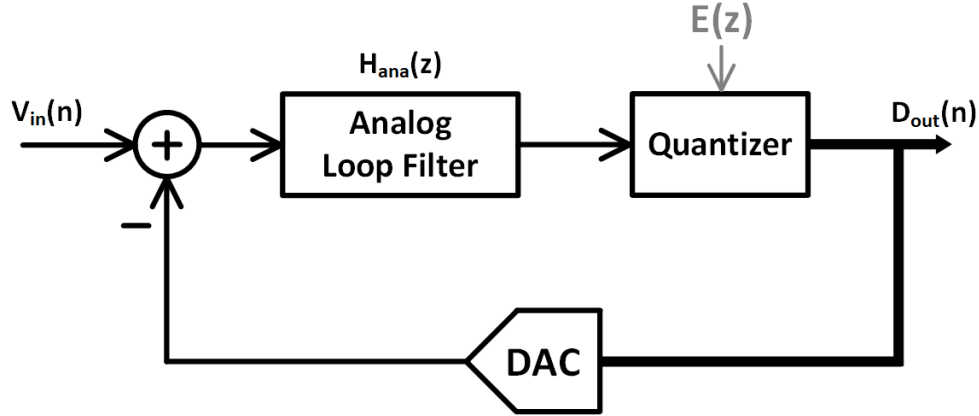 E(z)
Hana(z)
Vin(n)
Dout(n)
+
Analog
Loop Filter
Quantizer
−
DAC